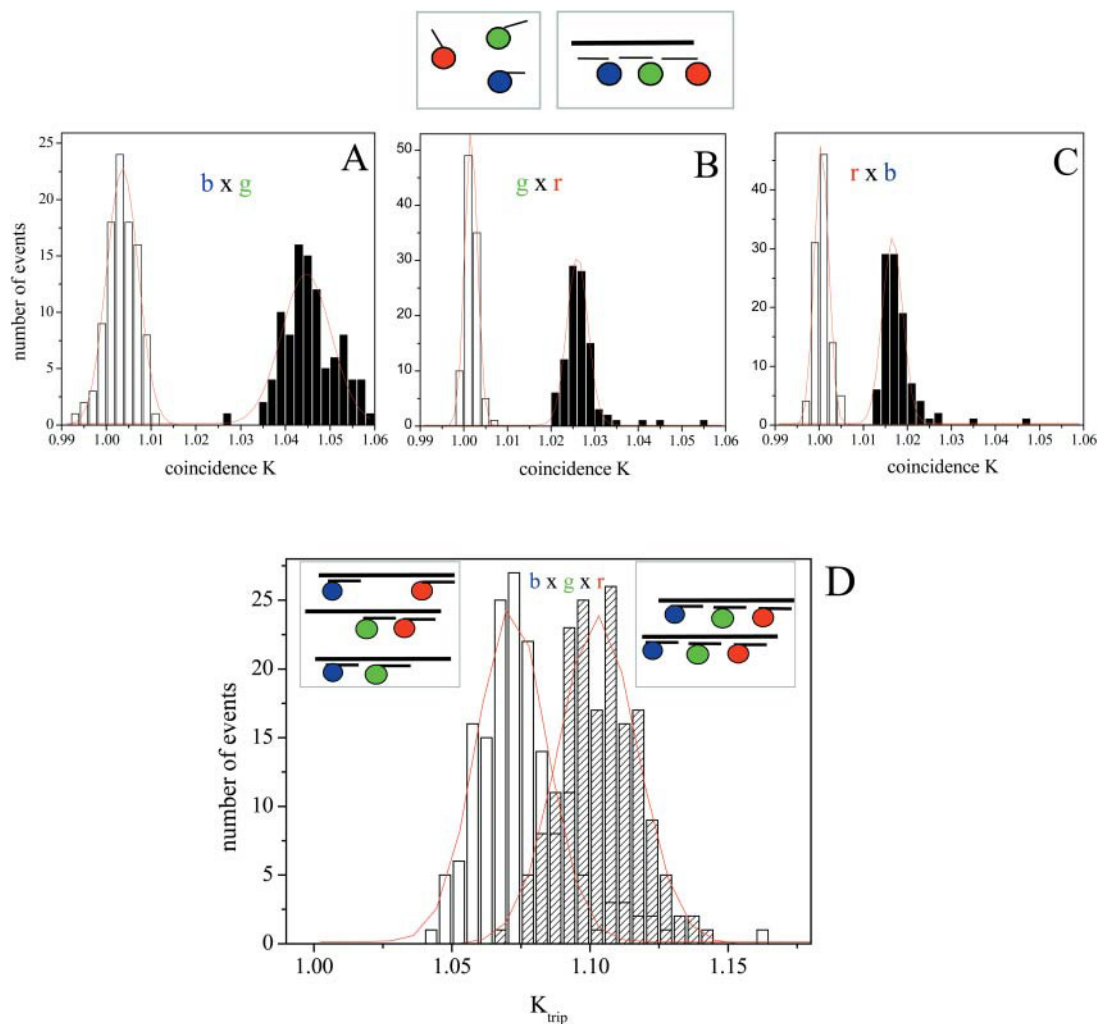 A
b x g
number of events
25
20
15
10
5
0
0.99 1.00 1.01 1.02 1.03 1.04 1.05 1.06
coincidence K
B
g x r
50
40
30
20
10
0
0.99 1.00 1.01 1.02 1.03 1.04 1.05 1.06
coincidence K
C
r x b
40
30
20
10
0
0.99 1.00 1.01 1.02 1.03 1.04 1.05 1.06
coincidence K
D
b x g x r
number of events
25
20
15
10
5
0
1.00 1.05 1.10 1.15
K_trip